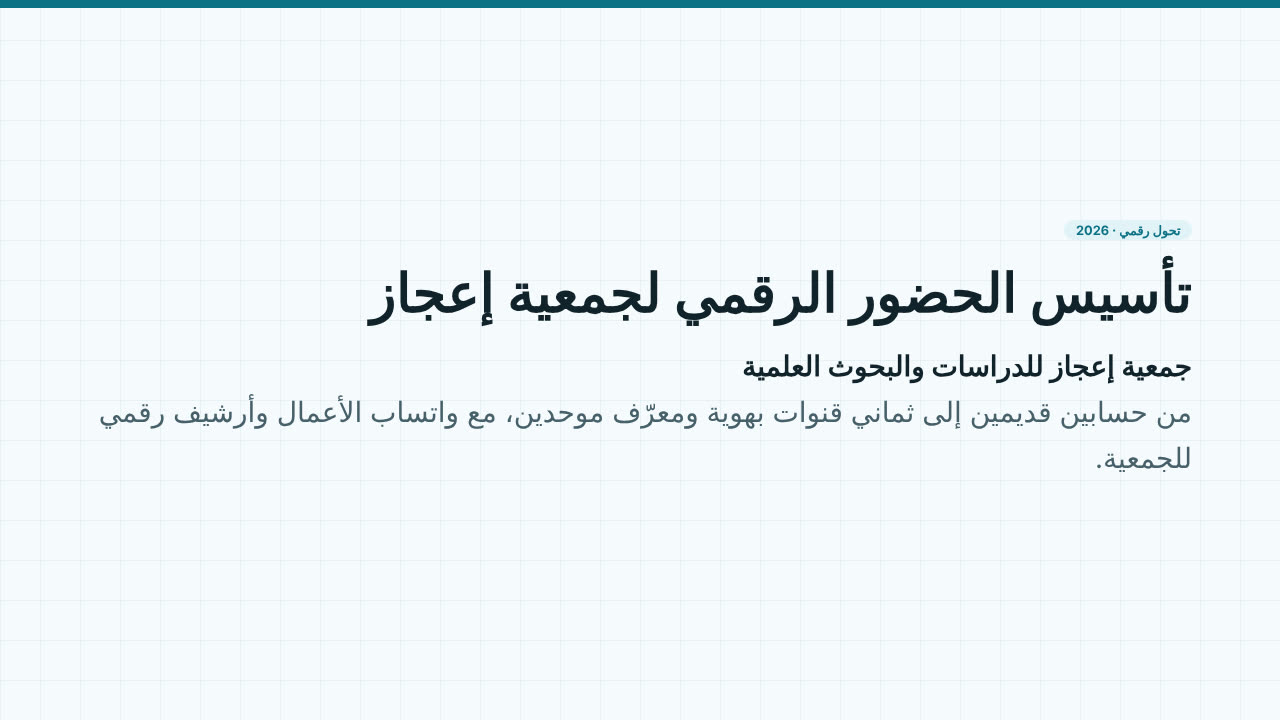 تحول رقمي · 2026
تأسيس الحضور الرقمي لجمعية إعجاز
جمعية إعجاز للدراسات والبحوث العلمية
من حسابين قديمين إلى ثماني قنوات بهوية ومعرّف موحدين، مع واتساب الأعمال وأرشيف رقمي
للجمعية.